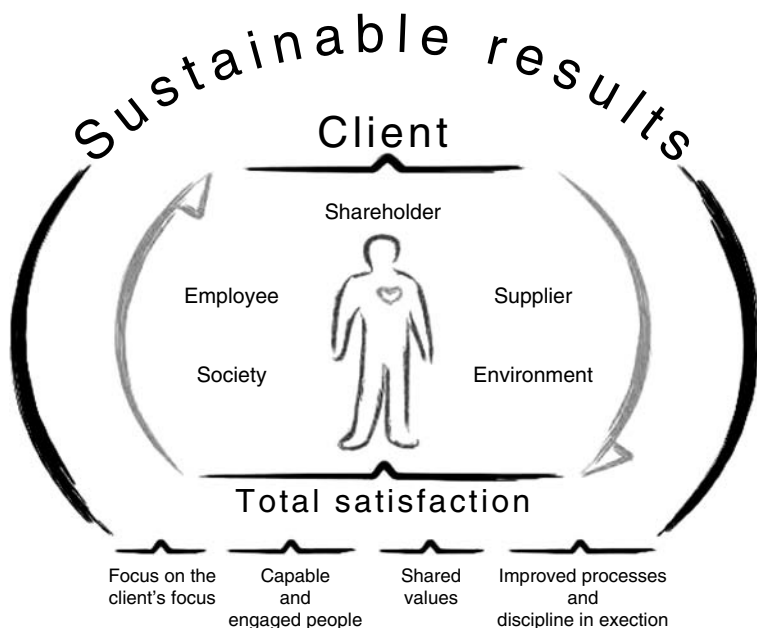 Sustainable results
Client
Shareholder
Employee
Supplier
Society
Environment
Total satisfaction
Focus on the
client's focus
Capable
and
engaged people
Shared
values
Improved processes
and
discipline in exection